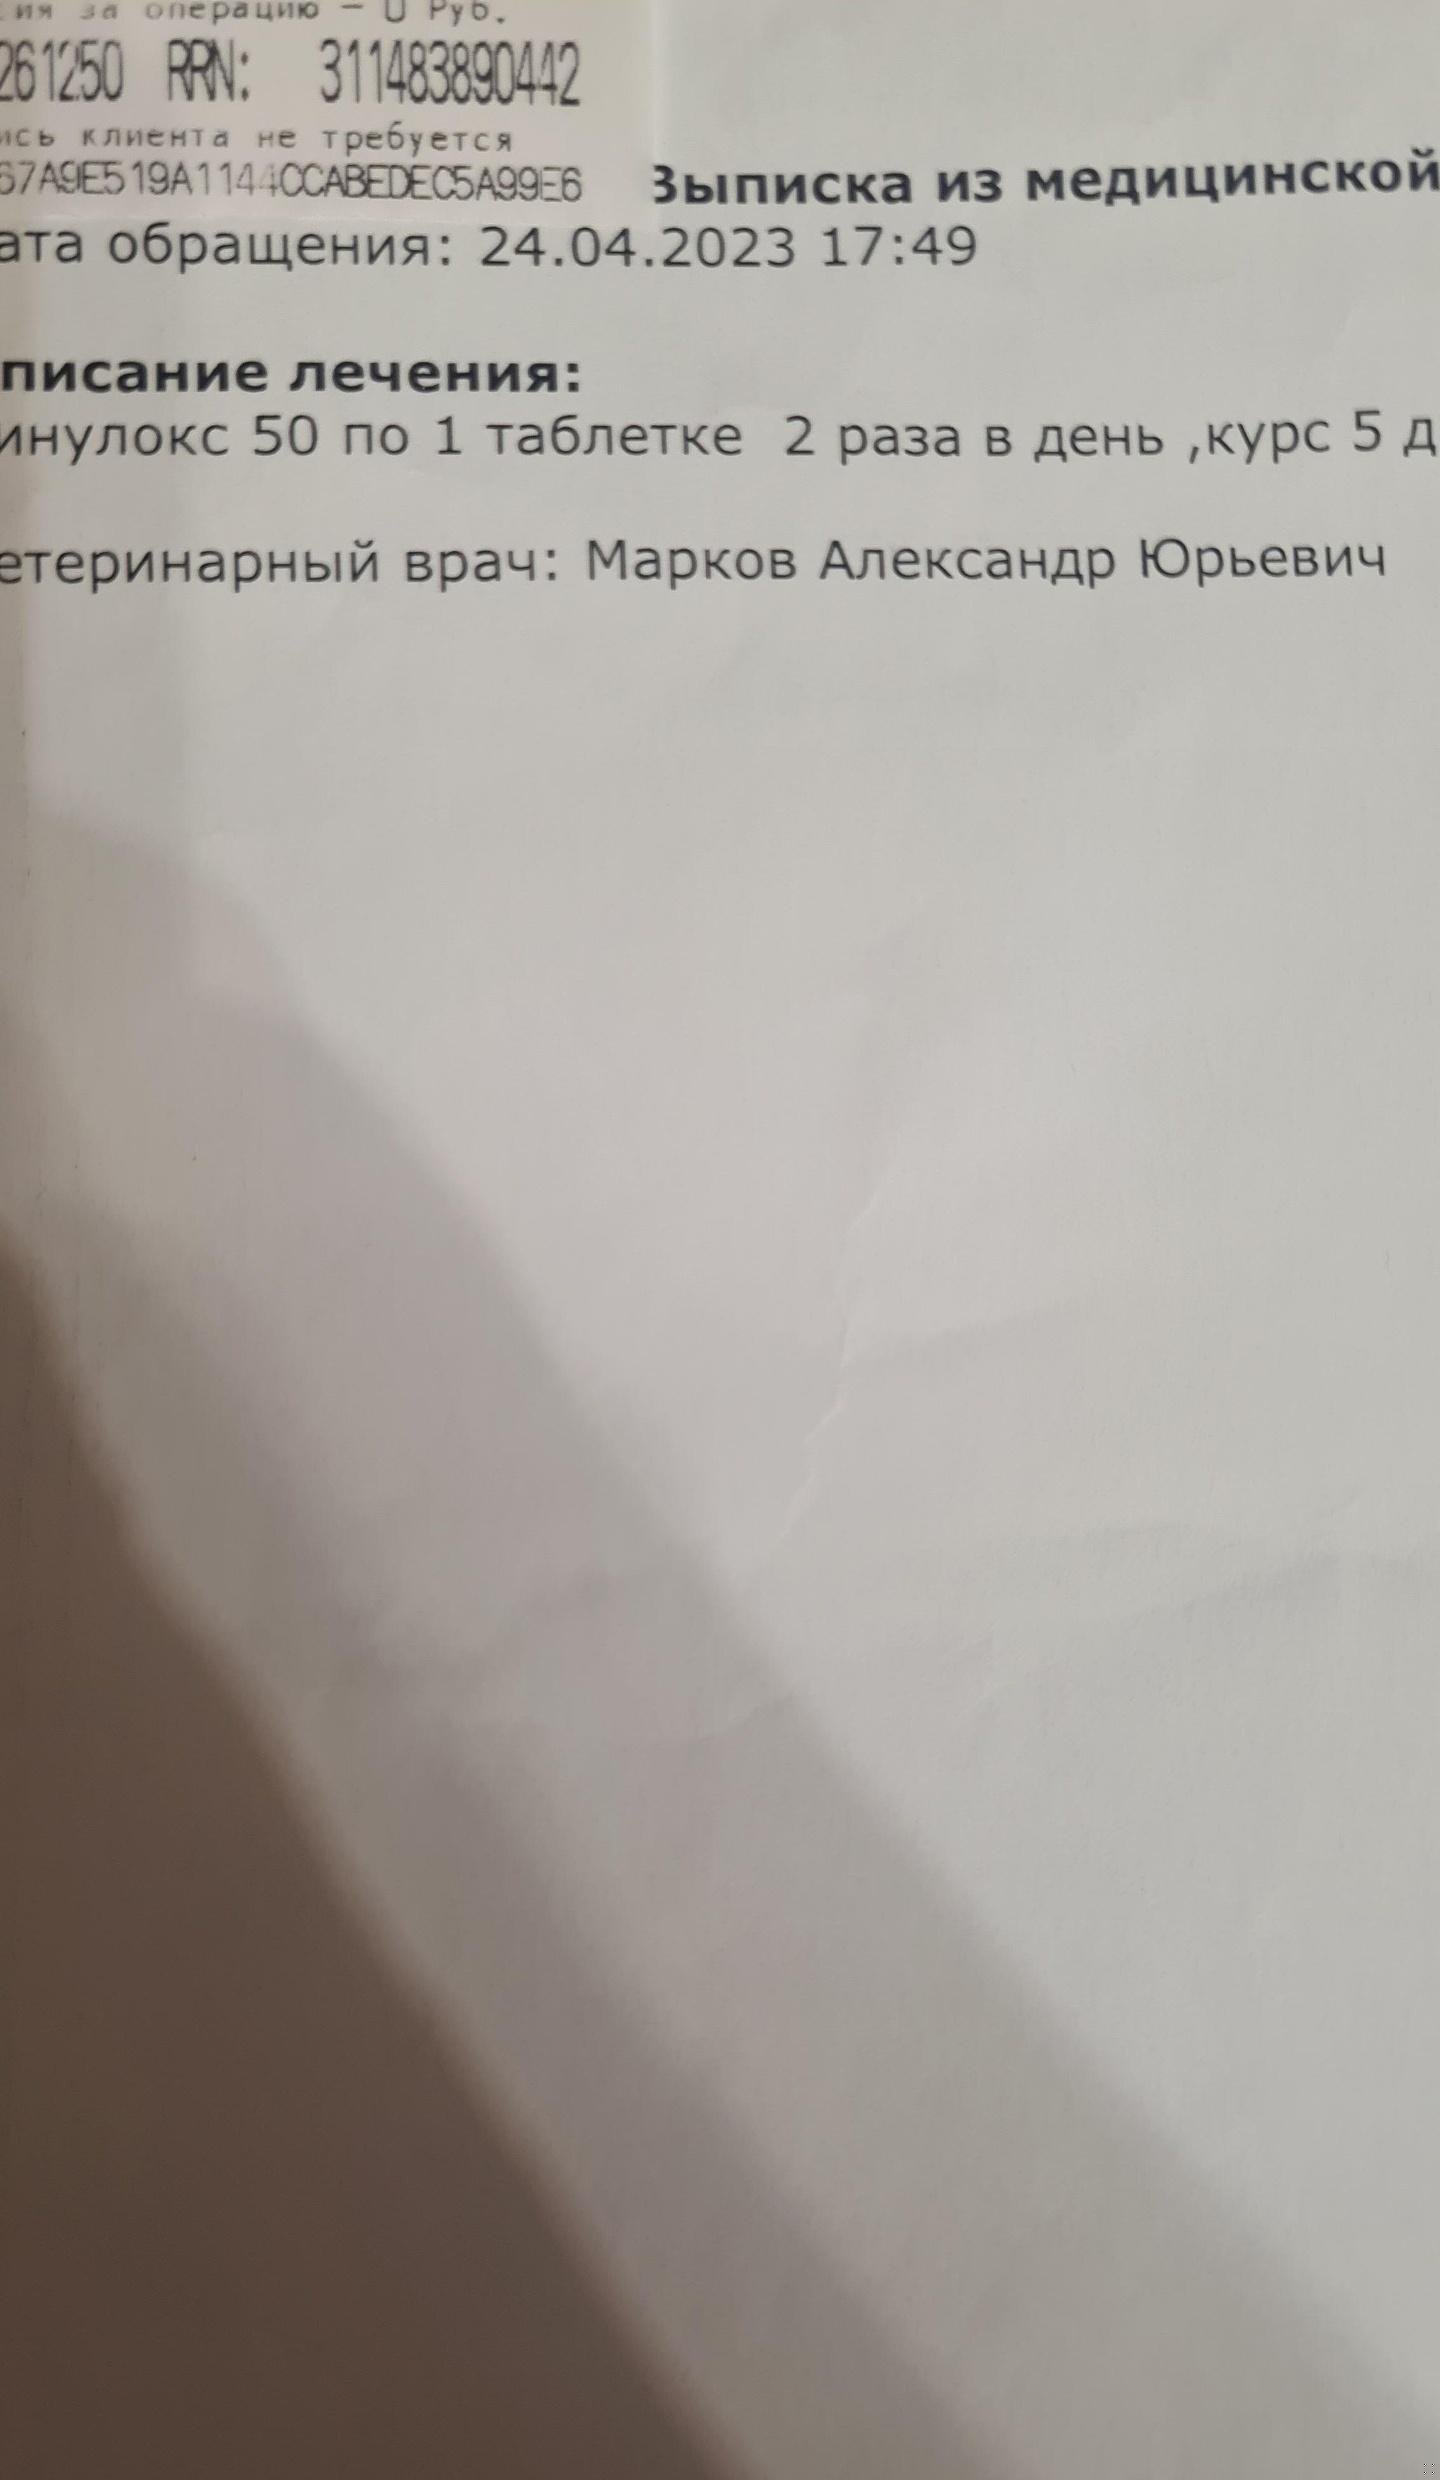 ия за операцию – 0 Руб.
261250 RRN: 311483890442
ись клиента не требуется
67A9E519A1144CCABEDEC5A99E6
Выписка из медицинской
ата обращения: 24.04.2023 17:49
писание лечения:
инулокс 50 по 1 таблетке 2 раза в день ,курс 5 д
етеринарный врач: Марков Александр Юрьевич